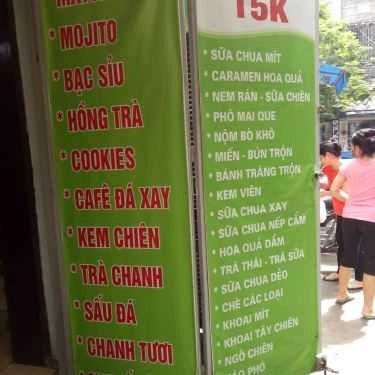 * MOJITO
* BẠC SỈU
* HỒNG TRÀ
* COOKIES
* CAFÊ ĐÁ XAY
* KEM CHIÊN
* TRÀ CHANH
* SẤU ĐÁ
* CHANH TƯƠI
15K
* SỮA CHUA MÍT
* CARAMEN HOA QUẢ
* NEM RÁN - SỮA CHIÊN
* PHÔ MAI QUE
* NỘM BÒ KHÔ
* MIẾN - BÚN TRỘN
* BÁNH TRÁNG TRỘN
* KEM VIÊN
* SỮA CHUA XAY
* SỮA CHUA NẾP CẨM
* HOA QUẢ DẦM
* TRÀ THÁI - TRÀ SỮA
* SỮA CHUA DẺO
* CHÈ CÁC LOẠI
* KHOAI MÍT
* KHOAI TÂY CHIÊN
* NGÔ CHIÊN